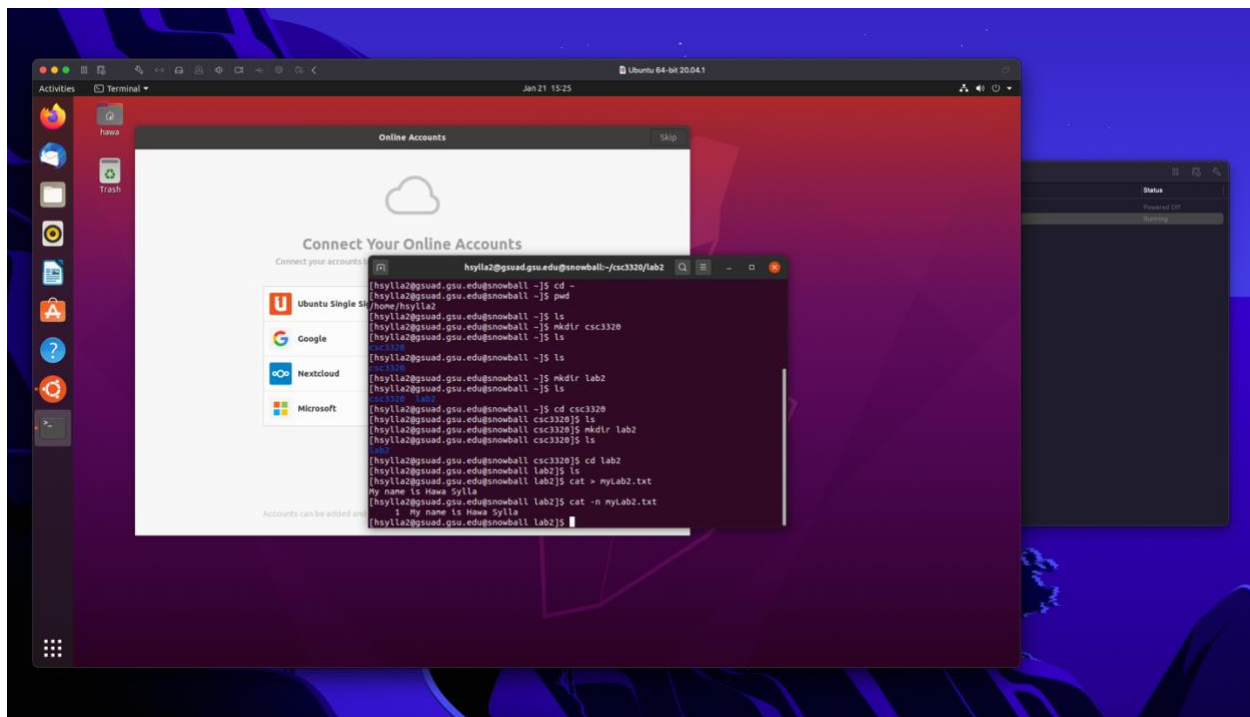 Ubuntu 64-bit 20.04.1
Activities Terminal Jan 21 15:25
hawa
Trash
Online Accounts Skip
Connect Your Online Accounts
Connect your accounts
Ubuntu Single Si
Google
Nextcloud
Microsoft
Accounts can be added and
hsylla2@gsuad.gsu.edu@snowball:~/csc3320/lab2
[hsylla2@gsuad.gsu.edu@snowball ~]$ cd ~
[hsylla2@gsuad.gsu.edu@snowball ~]$ pwd
/home/hsylla2
[hsylla2@gsuad.gsu.edu@snowball ~]$ ls
[hsylla2@gsuad.gsu.edu@snowball ~]$ mkdir csc3320
[hsylla2@gsuad.gsu.edu@snowball ~]$ ls
csc3320
[hsylla2@gsuad.gsu.edu@snowball ~]$ ls
csc3320
[hsylla2@gsuad.gsu.edu@snowball ~]$ mkdir lab2
[hsylla2@gsuad.gsu.edu@snowball ~]$ ls
csc3320 lab2
[hsylla2@gsuad.gsu.edu@snowball ~]$ cd csc3320
[hsylla2@gsuad.gsu.edu@snowball csc3320]$ ls
[hsylla2@gsuad.gsu.edu@snowball csc3320]$ mkdir lab2
[hsylla2@gsuad.gsu.edu@snowball csc3320]$ ls
lab2
[hsylla2@gsuad.gsu.edu@snowball csc3320]$ cd lab2
[hsylla2@gsuad.gsu.edu@snowball lab2]$ ls
[hsylla2@gsuad.gsu.edu@snowball lab2]$ cat > myLab2.txt
My name is Hawa Sylla
[hsylla2@gsuad.gsu.edu@snowball lab2]$ cat -n myLab2.txt
1 My name is Hawa Sylla
[hsylla2@gsuad.gsu.edu@snowball lab2]$
Status
Powered Off
Running